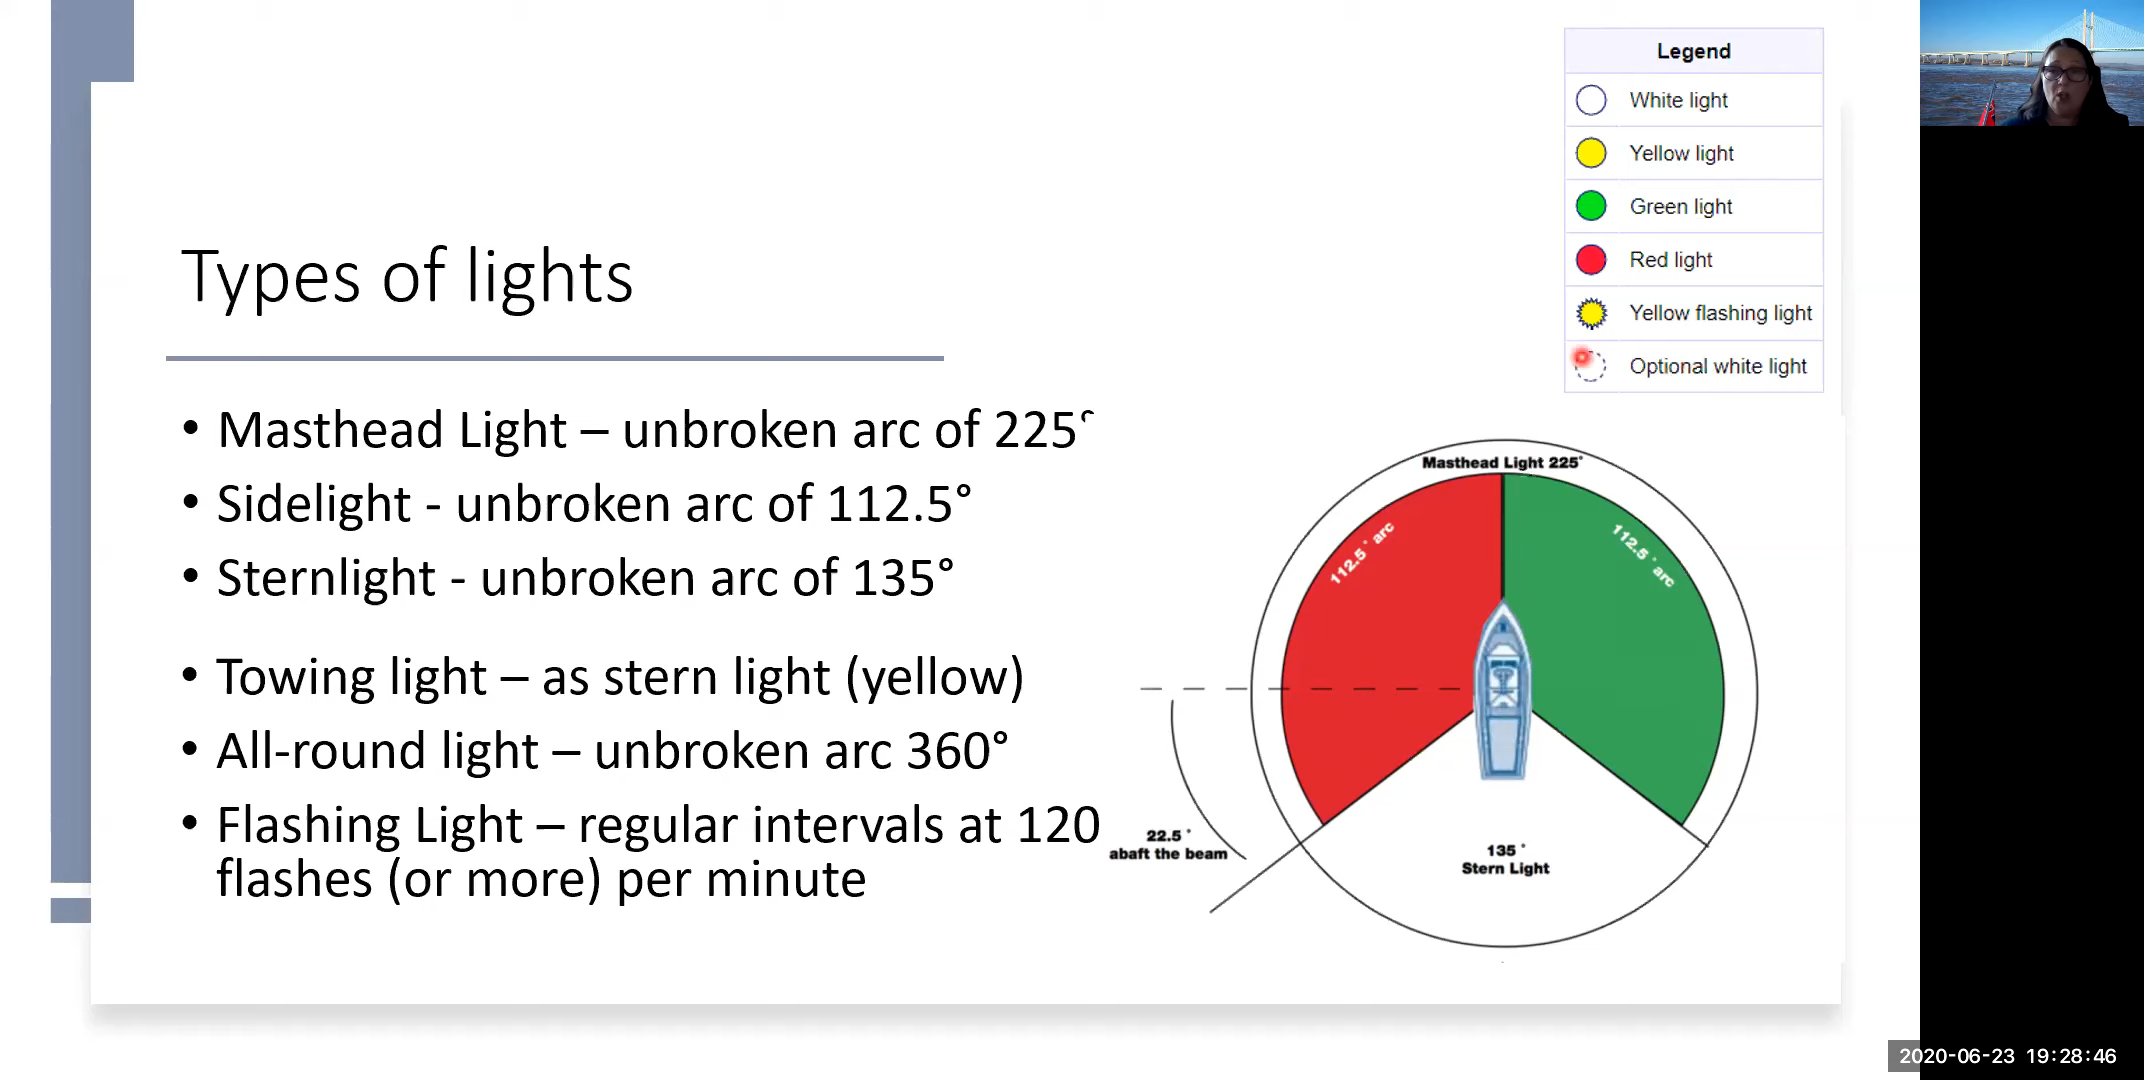 Legend
White light
Yellow light
Green light
Red light
Yellow flashing light
Optional white light
Types of lights
• Masthead Light – unbroken arc of 225°
• Sidelight - unbroken arc of 112.5°
• Sternlight - unbroken arc of 135°
• Towing light – as stern light (yellow)
• All-round light – unbroken arc 360°
• Flashing Light – regular intervals at 120
flashes (or more) per minute
Masthead Light 225°
112.5° arc
112.5° arc
22.5°
abaft the beam
135°
Stern Light
2020-06-23 19:28:46